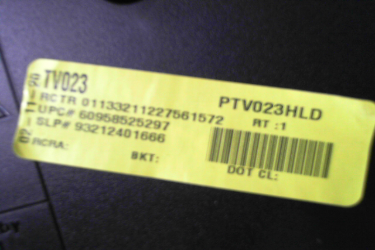 TV023
PTV023HLD
RCTR 01133211227561572
RT :1
UPC# 60958525297
SLP# 93212401666
RCRA:
BKT:
DOT CL: